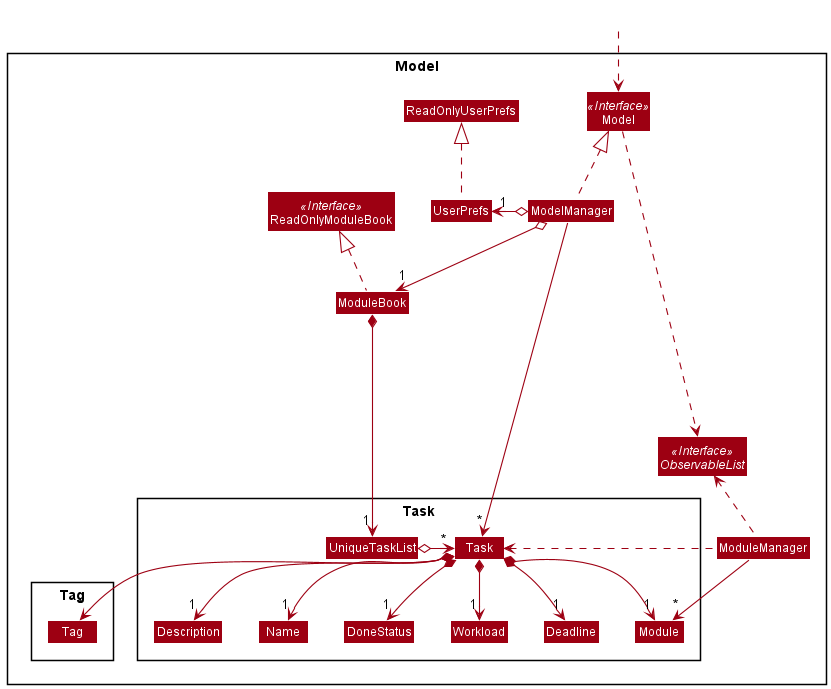 Model
«Interface»
Model
ReadOnlyUserPrefs
«Interface»
ReadOnlyModuleBook
UserPrefs
1
ModelManager
1
ModuleBook
«Interface»
ObservableList
Task
1
UniqueTaskList
*
*
Task
ModuleManager
Tag
*
Tag
1
Description
1
Name
1
DoneStatus
1
Workload
1
Deadline
1
Module
*